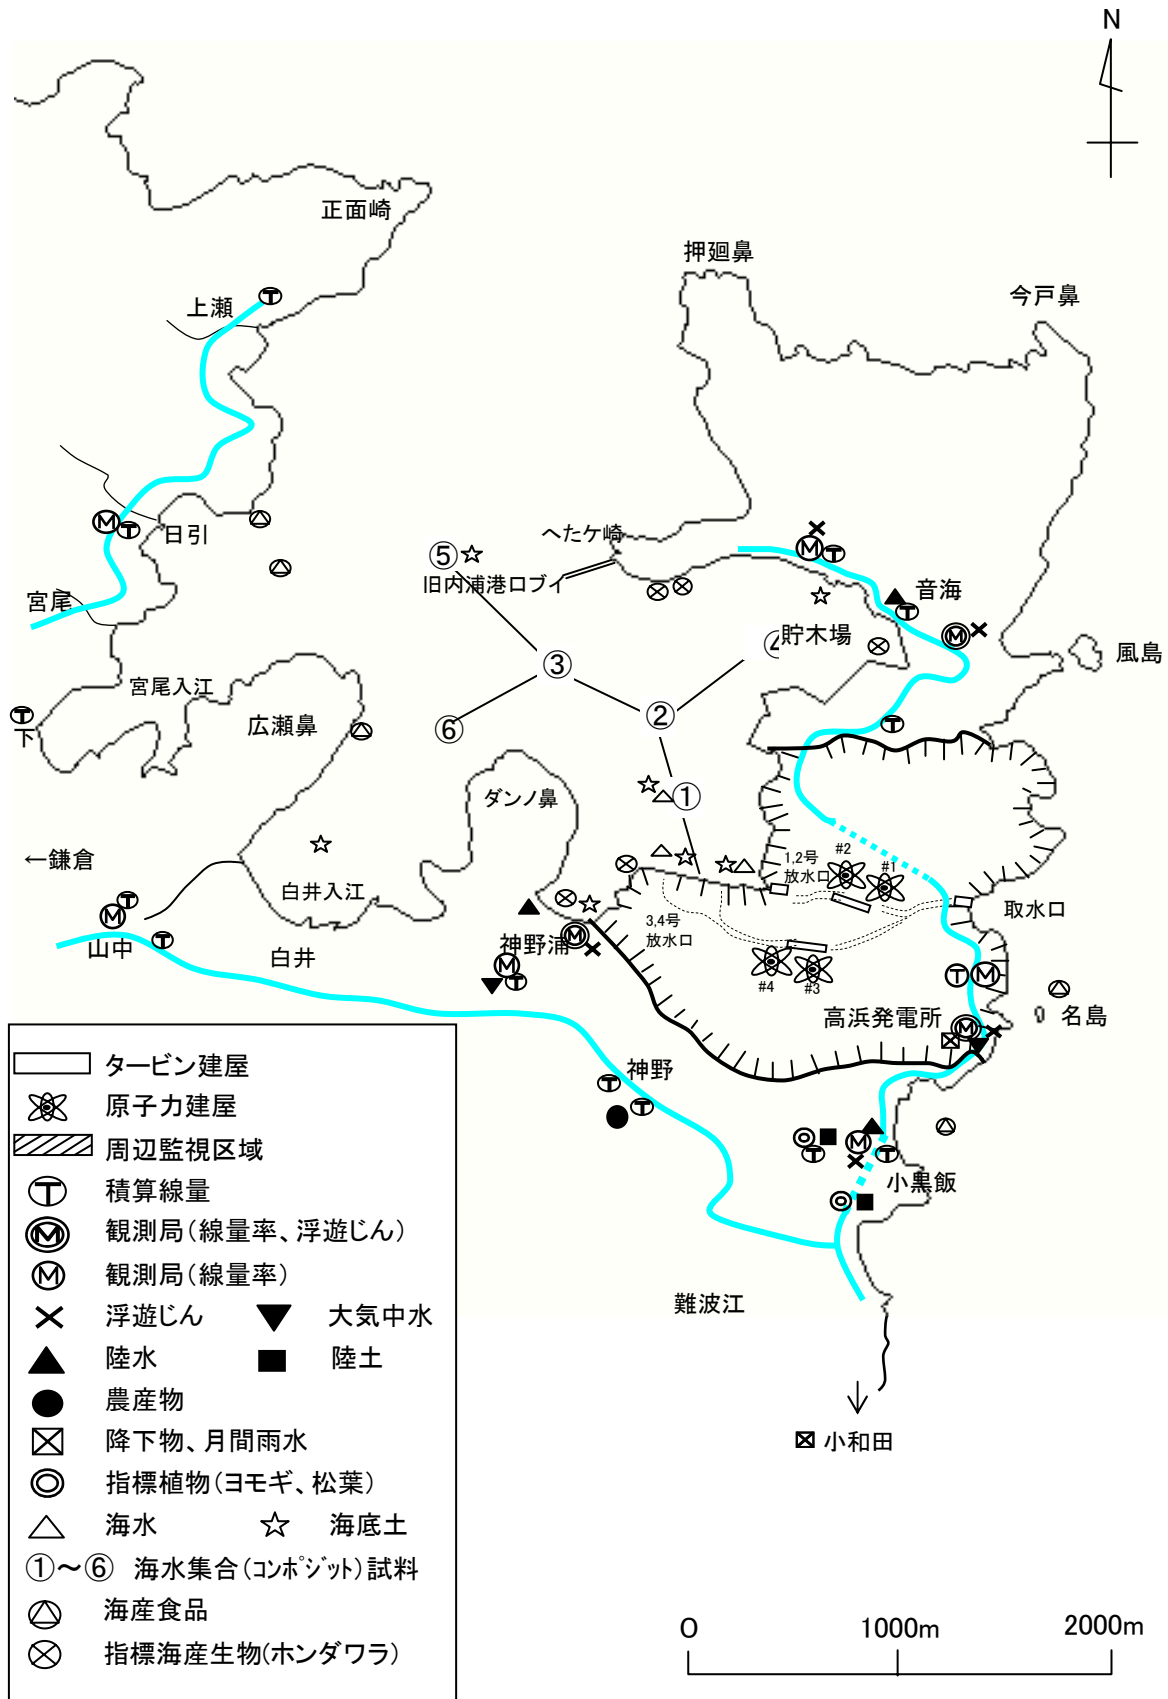 N
正面崎
押廻鼻
今戸鼻
上瀬
へたケ崎
日引
⑤
旧内浦港口ブイ
音海
宮尾
貯木場
④
風島
③
宮尾入江
広瀬鼻
②
⑥
下
ダンノ鼻
①
#2
1,2号
放水口
#1
←鎌倉
白井入江
取水口
3,4号
放水口
山中
白井
神野浦
#4
#3
高浜発電所
名島
神野
小黒飯
難波江
小和田
タービン建屋
原子力建屋
周辺監視区域
積算線量
観測局(線量率、浮遊じん)
観測局(線量率)
浮遊じん 大気中水
陸水 陸土
農産物
降下物、月間雨水
指標植物(ヨモギ、松葉)
海水 海底土
①～⑥ 海水集合(コンポジット)試料
海産食品
指標海産生物(ホンダワラ)
0 1000m 2000m